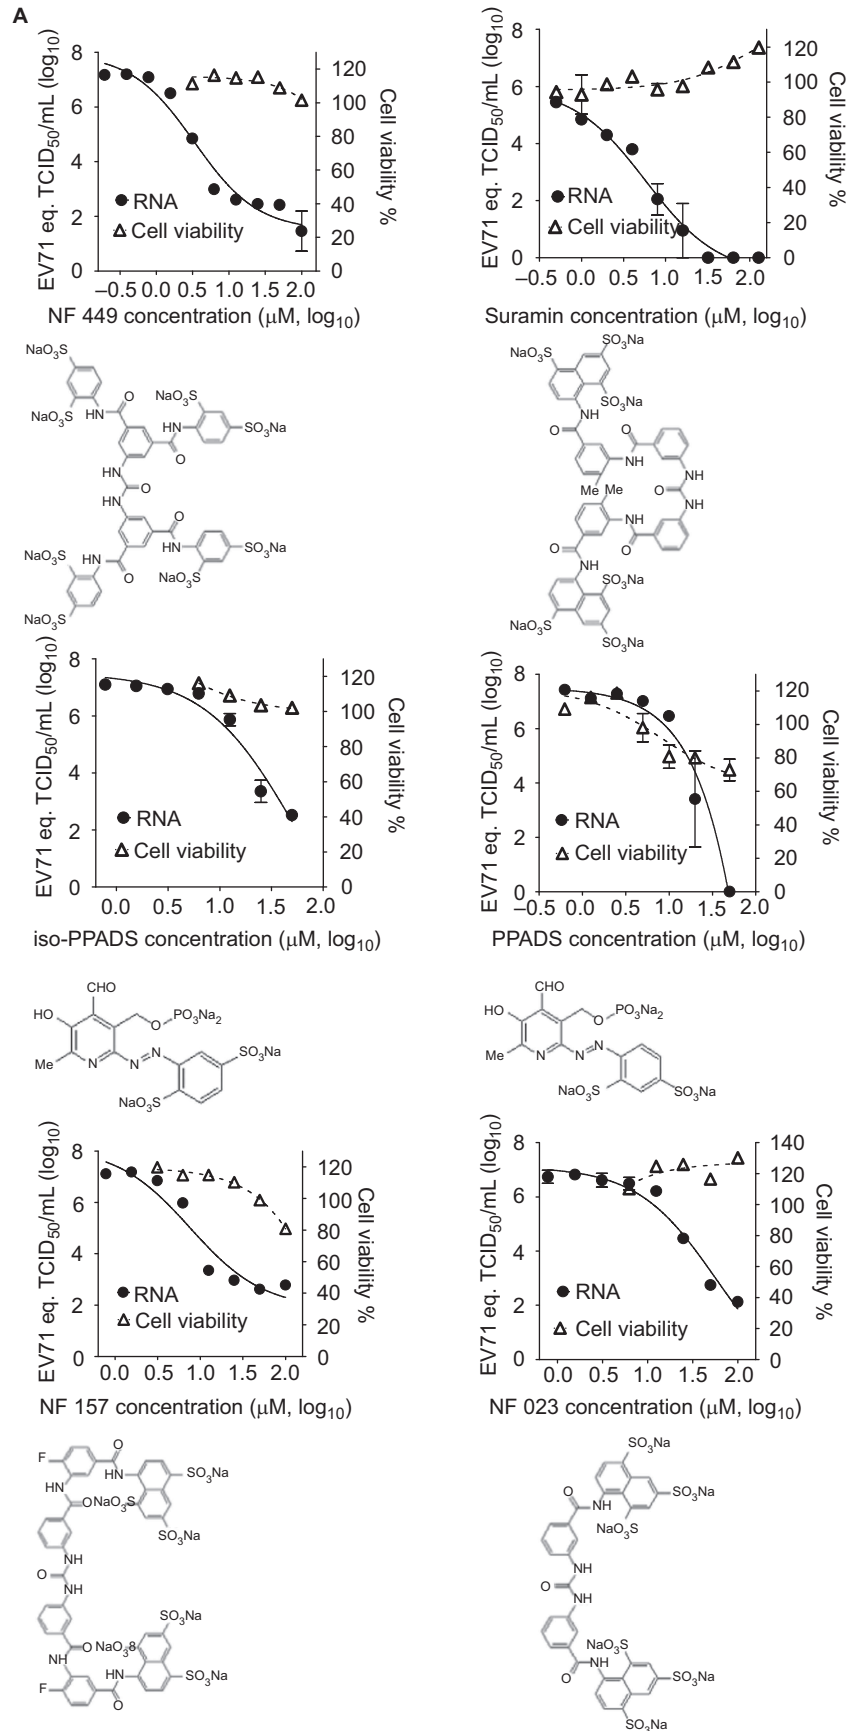 A
EV71 eq. TCID50/mL (log10)
8
6
4
2
0
120
100
80
60
40
20
0
Cell viability %
RNA
Cell viability
–0.5 0.0 0.5 1.0 1.5 2.0
NF 449 concentration (μM, log10)
EV71 eq. TCID50/mL (log10)
8
6
4
2
0
120
100
80
60
40
20
0
Cell viability %
RNA
Cell viability
–0.5 0.0 0.5 1.0 1.5 2.0
Suramin concentration (μM, log10)
NaO3S
NaO3S
HN
O
NaO3S
HN
SO3Na
O
HN
O
HN
O
HN
SO3Na
NaO3S
NaO3S
HN
O
NaO3S
SO3Na
NaO3S
SO3Na
NH
O
O
NH
NH
Me Me
O
NH
NH
O
O
NH
SO3Na
NaO3S
SO3Na
EV71 eq. TCID50/mL (log10)
8
6
4
2
0
120
100
80
60
40
20
0
Cell viability %
RNA
Cell viability
0.0 0.5 1.0 1.5 2.0
iso-PPADS concentration (μM, log10)
EV71 eq. TCID50/mL (log10)
8
6
4
2
0
120
100
80
60
40
20
0
Cell viability %
RNA
Cell viability
–0.5 0.0 0.5 1.0 1.5 2.0
PPADS concentration (μM, log10)
CHO
HO
O
PO3Na2
Me
N
N
N
SO3Na
NaO3S
CHO
HO
O
PO3Na2
Me
N
N
N
NaO3S
SO3Na
EV71 eq. TCID50/mL (log10)
8
6
4
2
0
120
100
80
60
40
20
0
Cell viability %
RNA
Cell viability
0.0 0.5 1.0 1.5 2.0
NF 157 concentration (μM, log10)
EV71 eq. TCID50/mL (log10)
8
6
4
2
0
140
120
100
80
60
40
20
0
Cell viability %
RNA
Cell viability
0.0 0.5 1.0 1.5 2.0
NF 023 concentration (μM, log10)
F
O
HN
SO3Na
HN
O
NaO3S
SO3Na
NH
O
NH
SO3Na
O
NaO38
NH
HN
SO3Na
F
O
SO3Na
O
NH
SO3Na
NaO3S
NH
O
NH
NaO3S
NH
O
SO3Na
SO3Na